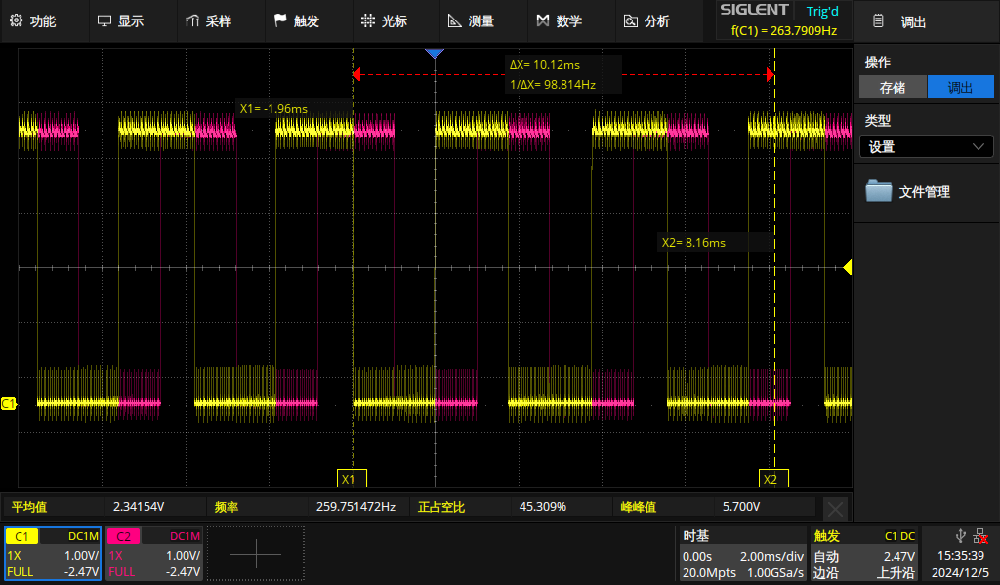 功能
显示
采样
触发
光标
测量
数学
分析
SIGLENT
Trig'd
f(C1) = 263.7909Hz
调出
操作
存储
调出
类型
设置
文件管理
ΔX= 10.12ms
1/ΔX= 98.814Hz
X1= -1.96ms
X2= 8.16ms
C1
X1
X2
平均值 2.34154V 频率 259.751472Hz 正占空比 45.309% 峰峰值 5.700V
C1 DC1M
1X 1.00V/
FULL -2.47V
C2 DC1M
1X 1.00V/
FULL -2.47V
时基
0.00s 2.00ms/div
20.0Mpts 1.00GSa/s
触发 C1 DC
自动 2.47V
边沿 上升沿
15:35:39
2024/12/5